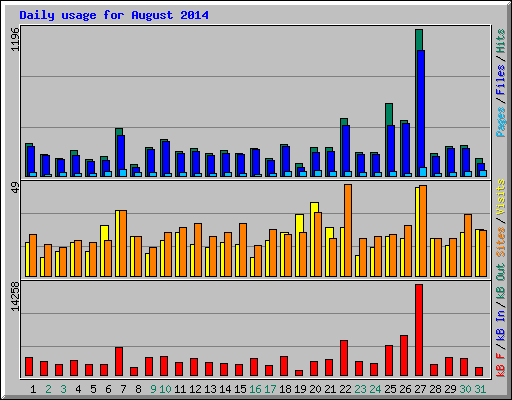 Daily usage for August 2014
1196
Pages / Files / Hits
49
Sites / Visits
14258
kB F / kB In / kB Out
1 2 3 4 5 6 7 8 9 10 11 12 13 14 15 16 17 18 19 20 21 22 23 24 25 26 27 28 29 30 31